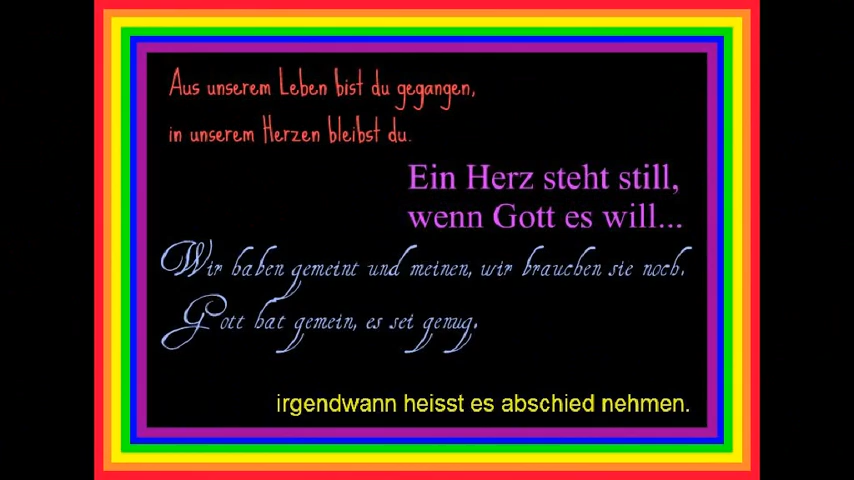 Aus unserem Leben bist du gegangen,
in unserem Herzen bleibst du.
Ein Herz steht still,
wenn Gott es will...
Wir haben gemeint und meinen, wir brauchen sie noch.
Gott hat gemein, es sei genug.
irgendwann heisst es abschied nehmen.